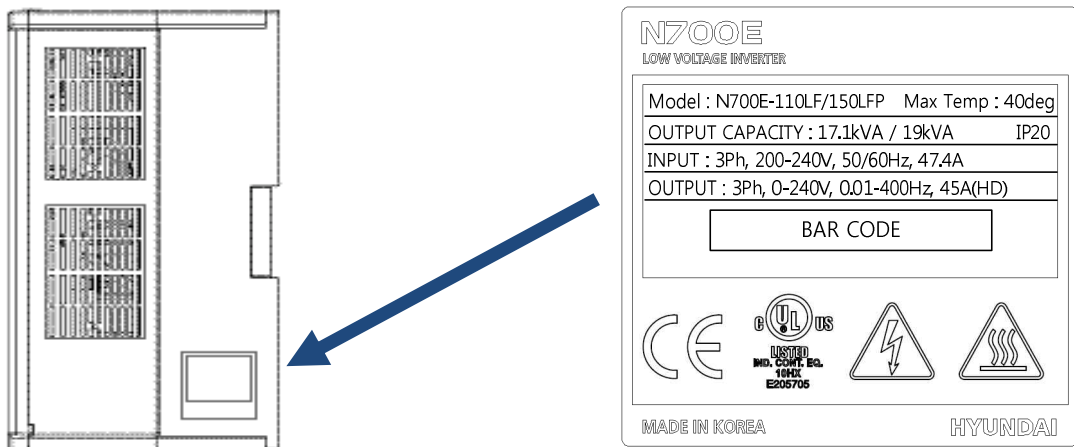 N700E
LOW VOLTAGE INVERTER
Model : N700E-110LF/150LFP Max Temp : 40deg
OUTPUT CAPACITY : 17.1kVA / 19kVA IP20
INPUT : 3Ph, 200-240V, 50/60Hz, 47.4A
OUTPUT : 3Ph, 0-240V, 0.01-400Hz, 45A(HD)
BAR CODE
CE
C UL US
LISTED
IND. CONT. EQ.
19HX
E205705
MADE IN KOREA HYUNDAI